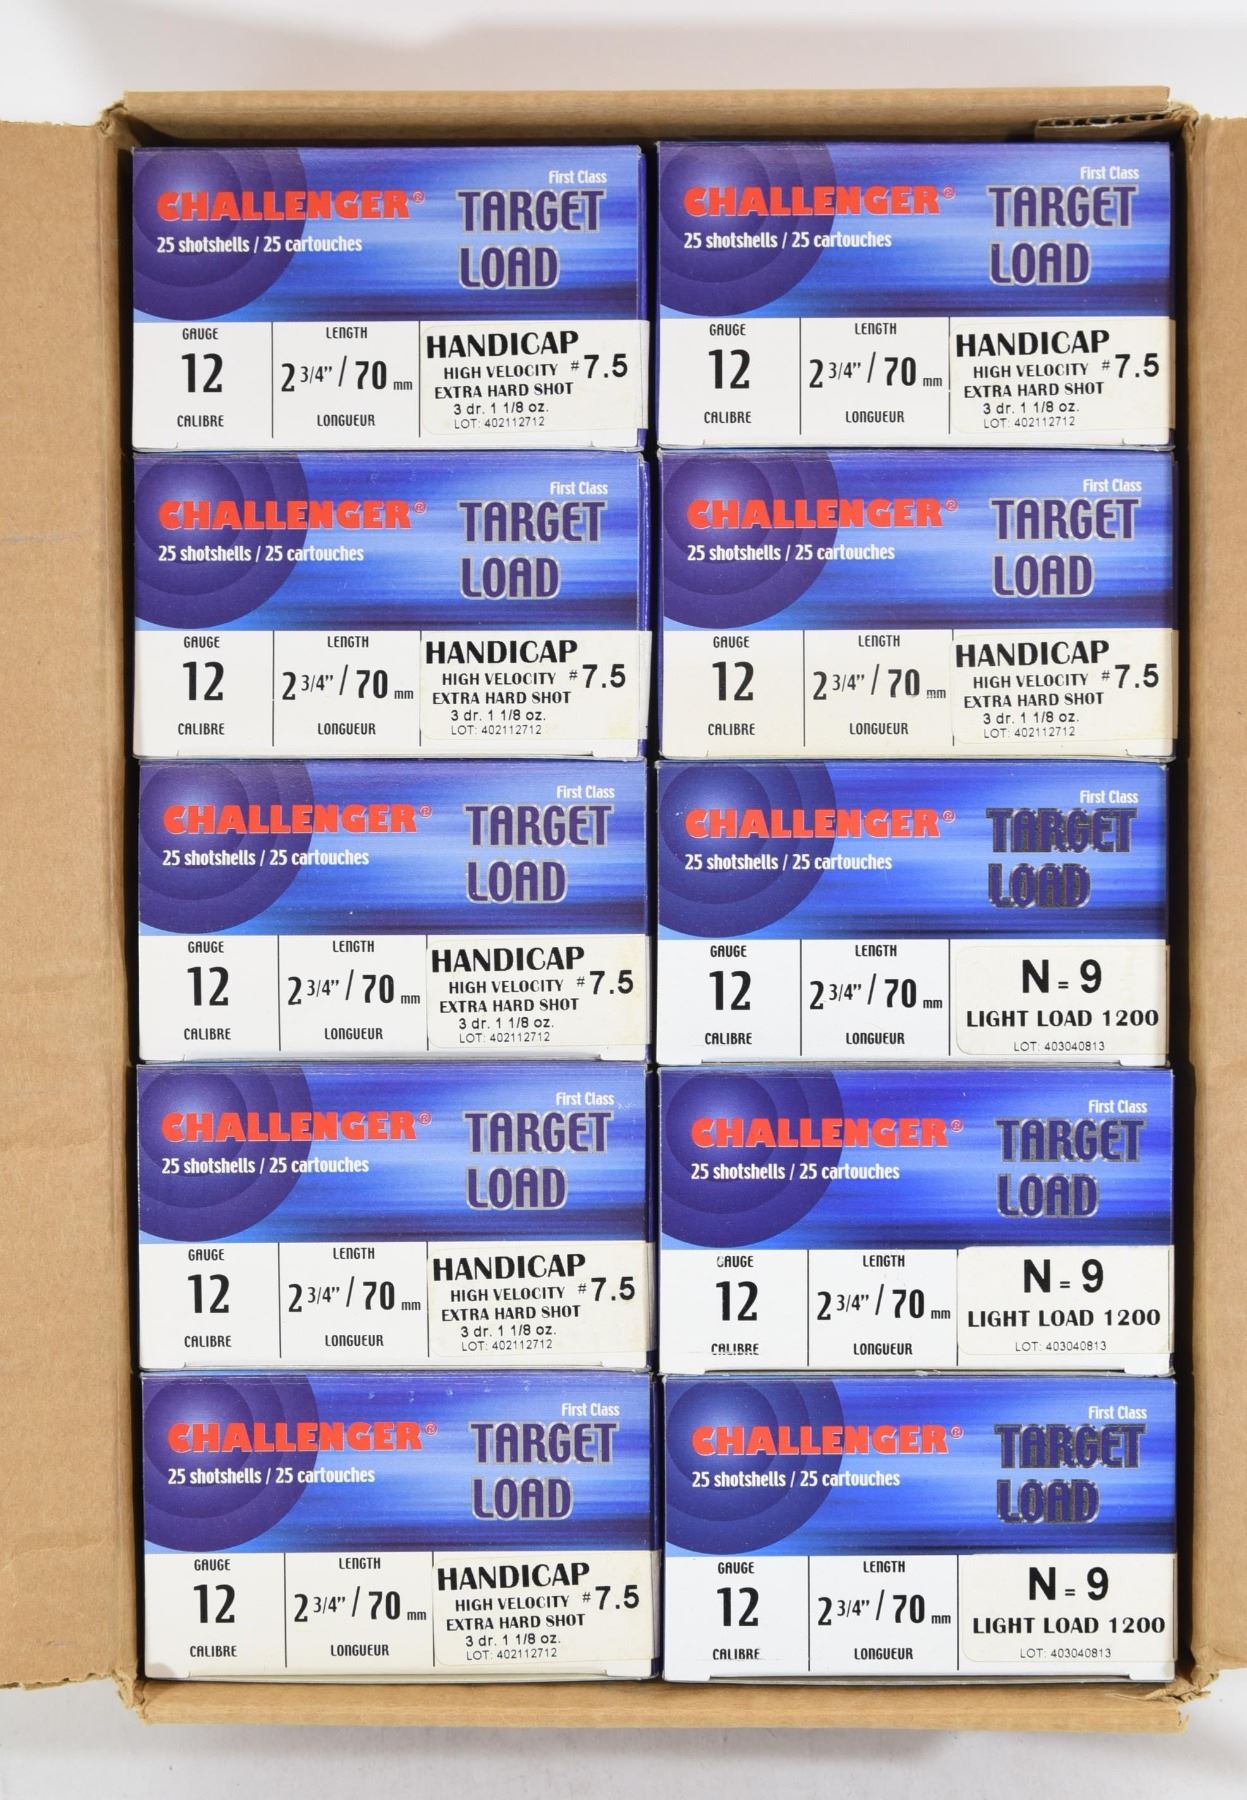 First Class
CHALLENGER® TARGET
25 shotshells / 25 cartouches LOAD
GAUGE LENGTH HANDICAP
12 2 3/4" / 70 mm HIGH VELOCITY #7.5
EXTRA HARD SHOT
3 dr. 1 1/8 oz.
CALIBRE LONGUEUR LOT: 402112712
First Class
CHALLENGER® TARGET
25 shotshells / 25 cartouches LOAD
GAUGE LENGTH HANDICAP
12 2 3/4" / 70 mm HIGH VELOCITY #7.5
EXTRA HARD SHOT
3 dr. 1 1/8 oz.
CALIBRE LONGUEUR LOT: 402112712
First Class
CHALLENGER® TARGET
25 shotshells / 25 cartouches LOAD
GAUGE LENGTH HANDICAP
12 2 3/4" / 70 mm HIGH VELOCITY #7.5
EXTRA HARD SHOT
3 dr. 1 1/8 oz.
CALIBRE LONGUEUR LOT: 402112712
First Class
CHALLENGER® TARGET
25 shotshells / 25 cartouches LOAD
GAUGE LENGTH HANDICAP
12 2 3/4" / 70 mm HIGH VELOCITY #7.5
EXTRA HARD SHOT
3 dr. 1 1/8 oz.
CALIBRE LONGUEUR LOT: 402112712
First Class
CHALLENGER® TARGET
25 shotshells / 25 cartouches LOAD
GAUGE LENGTH HANDICAP
12 2 3/4" / 70 mm HIGH VELOCITY #7.5
EXTRA HARD SHOT
3 dr. 1 1/8 oz.
CALIBRE LONGUEUR LOT: 402112712
First Class
CHALLENGER® TARGET
25 shotshells / 25 cartouches LOAD
GAUGE LENGTH N = 9
12 2 3/4" / 70 mm LIGHT LOAD 1200
CALIBRE LONGUEUR LOT: 403040813
First Class
CHALLENGER® TARGET
25 shotshells / 25 cartouches LOAD
GAUGE LENGTH HANDICAP
12 2 3/4" / 70 mm HIGH VELOCITY #7.5
EXTRA HARD SHOT
3 dr. 1 1/8 oz.
CALIBRE LONGUEUR LOT: 402112712
First Class
CHALLENGER® TARGET
25 shotshells / 25 cartouches LOAD
GAUGE LENGTH N = 9
12 2 3/4" / 70 mm LIGHT LOAD 1200
CALIBRE LONGUEUR LOT: 403040813
First Class
CHALLENGER® TARGET
25 shotshells / 25 cartouches LOAD
GAUGE LENGTH HANDICAP
12 2 3/4" / 70 mm HIGH VELOCITY #7.5
EXTRA HARD SHOT
3 dr. 1 1/8 oz.
CALIBRE LONGUEUR LOT: 402112712
First Class
CHALLENGER® TARGET
25 shotshells / 25 cartouches LOAD
GAUGE LENGTH N = 9
12 2 3/4" / 70 mm LIGHT LOAD 1200
CALIBRE LONGUEUR LOT: 403040813